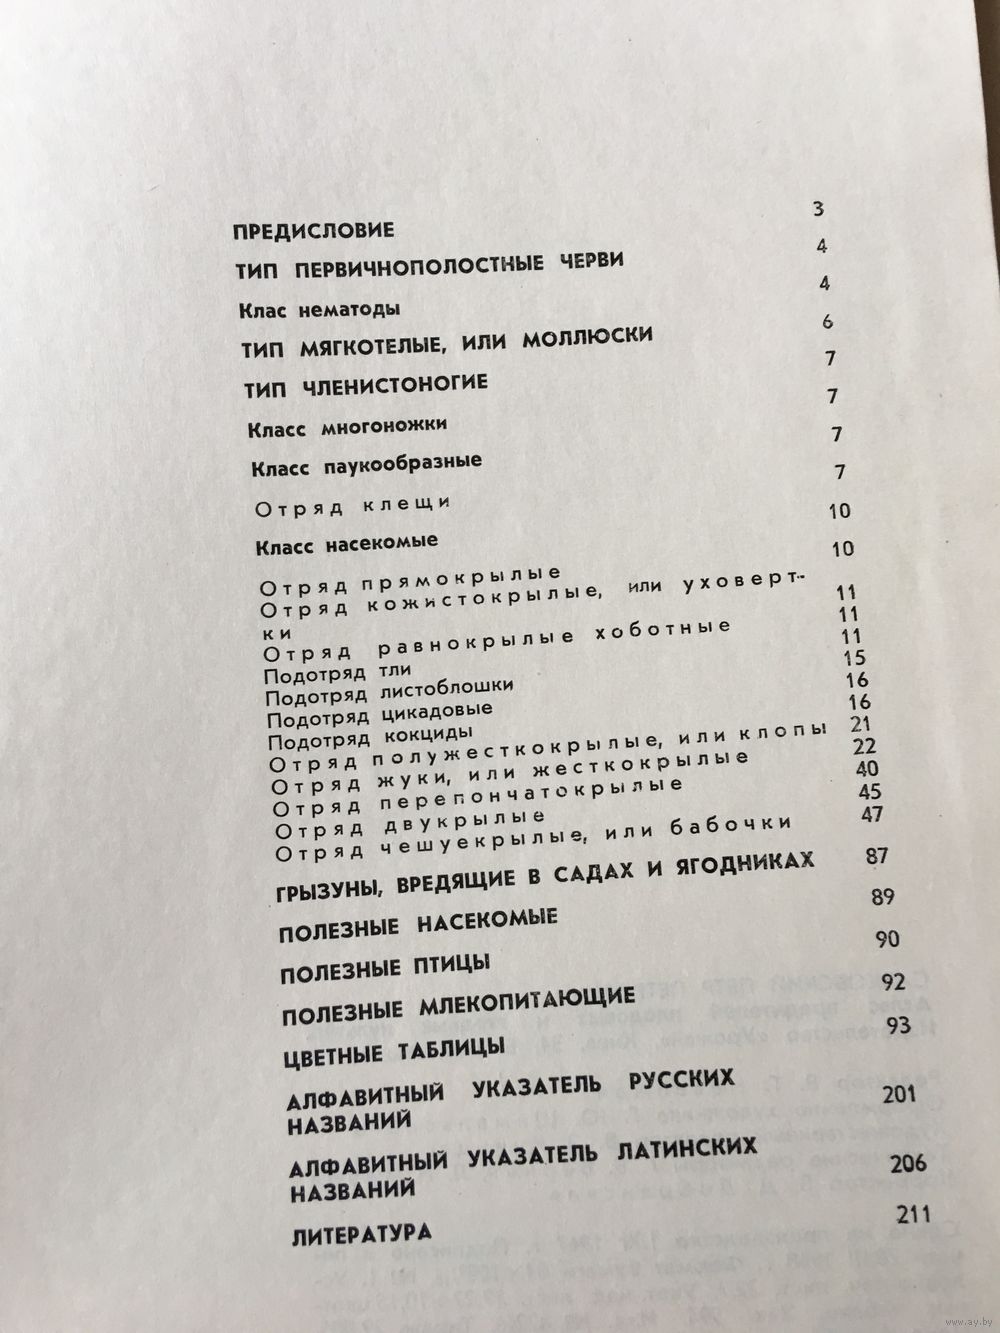 ПРЕДИСЛОВИЕ 3
ТИП ПЕРВИЧНОПОЛОСТНЫЕ ЧЕРВИ 4
Клас нематоды 4
ТИП МЯГКОТЕЛЫЕ, ИЛИ МОЛЛЮСКИ 6
ТИП ЧЛЕНИСТОНОГИЕ 7
Класс многоножки 7
Класс паукообразные 7
Отряд клещи 7
Класс насекомые 10
Отряд прямокрылые 10
Отряд кожистокрылые, или уховерт-
ки 11
Отряд равнокрылые хоботные 11
Подотряд тли 11
Подотряд листоблошки 15
Подотряд цикадовые 16
Подотряд кокциды 16
Отряд полужесткокрылые, или клопы 21
Отряд жуки, или жесткокрылые 22
Отряд перепончатокрылые 40
Отряд двукрылые 45
Отряд чешуекрылые, или бабочки 47
ГРЫЗУНЫ, ВРЕДЯЩИЕ В САДАХ И ЯГОДНИКАХ 87
ПОЛЕЗНЫЕ НАСЕКОМЫЕ 89
ПОЛЕЗНЫЕ ПТИЦЫ 90
ПОЛЕЗНЫЕ МЛЕКОПИТАЮЩИЕ 92
ЦВЕТНЫЕ ТАБЛИЦЫ 93
АЛФАВИТНЫЙ УКАЗАТЕЛЬ РУССКИХ
НАЗВАНИЙ 201
АЛФАВИТНЫЙ УКАЗАТЕЛЬ ЛАТИНСКИХ
НАЗВАНИЙ 206
ЛИТЕРАТУРА 211
www.ay.by